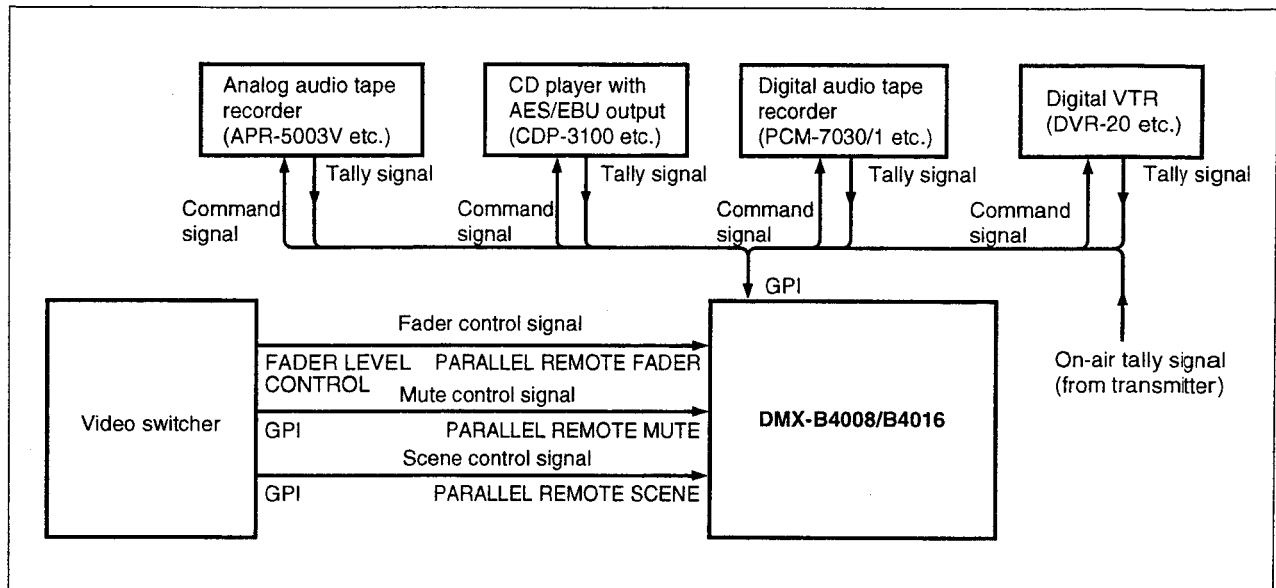 Analog audio tape
recorder
(APR-5003V etc.)
CD player with
AES/EBU output
(CDP-3100 etc.)
Digital audio tape
recorder
(PCM-7030/1 etc.)
Digital VTR
(DVR-20 etc.)
Tally signal
Tally signal
Tally signal
Tally signal
Command
signal
Command
signal
Command
signal
Command
signal
GPI
Fader control signal
FADER LEVEL
CONTROL
PARALLEL REMOTE FADER
Mute control signal
GPI
PARALLEL REMOTE MUTE
Scene control signal
GPI
PARALLEL REMOTE SCENE
Video switcher
DMX-B4008/B4016
On-air tally signal
(from transmitter)